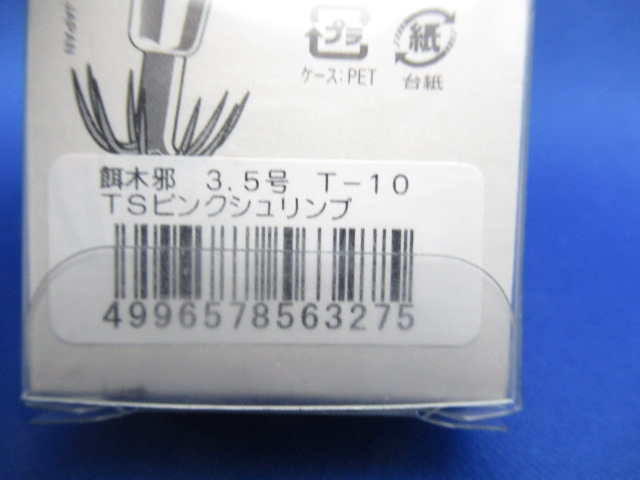 JAPAN
プラ
紙
ケース:PET
台紙
餌木邪 3.5号 T-10
TSピンクシュリンプ
4996578563275